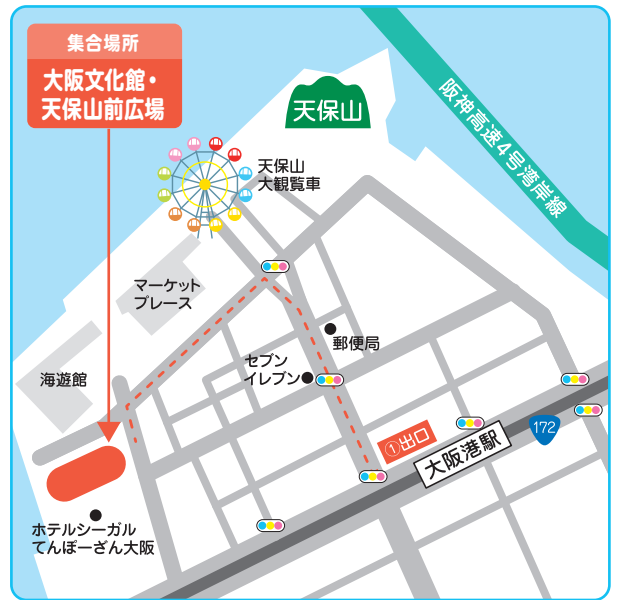 集合場所
大阪文化館・
天保山前広場
天保山
阪神高速4号湾岸線
天保山
大観覧車
マーケット
プレース
郵便局
セブン
イレブン
海遊館
①出口
大阪港駅
172
ホテルシーガル
てんぽーざん大阪